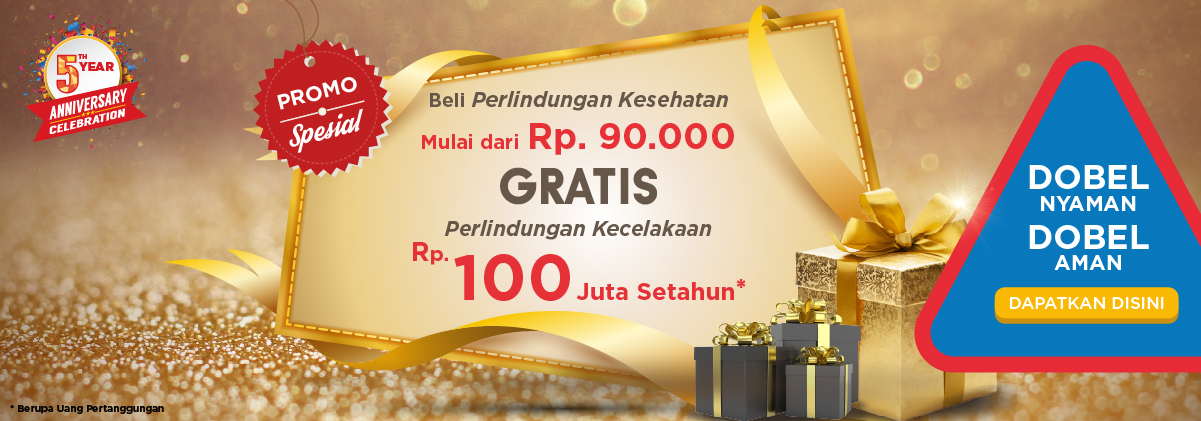 5TH
YEAR
ANNIVERSARY
CELEBRATION
PROMO
Spesial
Beli Perlindungan Kesehatan
Mulai dari Rp. 90.000
GRATIS
Perlindungan Kecelakaan
Rp. 100 Juta Setahun*
DOBEL
NYAMAN
DOBEL
AMAN
DAPATKAN DISINI
* Berupa Uang Pertanggungan